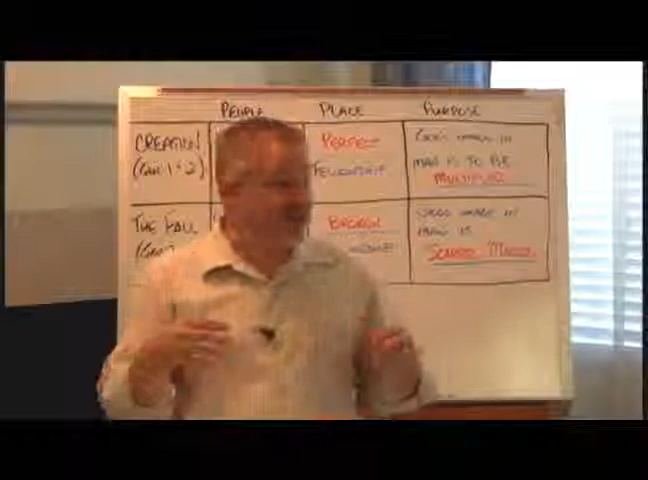 PEOPLE PLACE PURPOSE
CREATION PERFECT GOD'S IMAGE IN
(GEN 1-2) FELLOWSHIP MAN IS TO BE
MULTIPLIED
THE FALL BROKEN GOD'S IMAGE IN
MAN IS